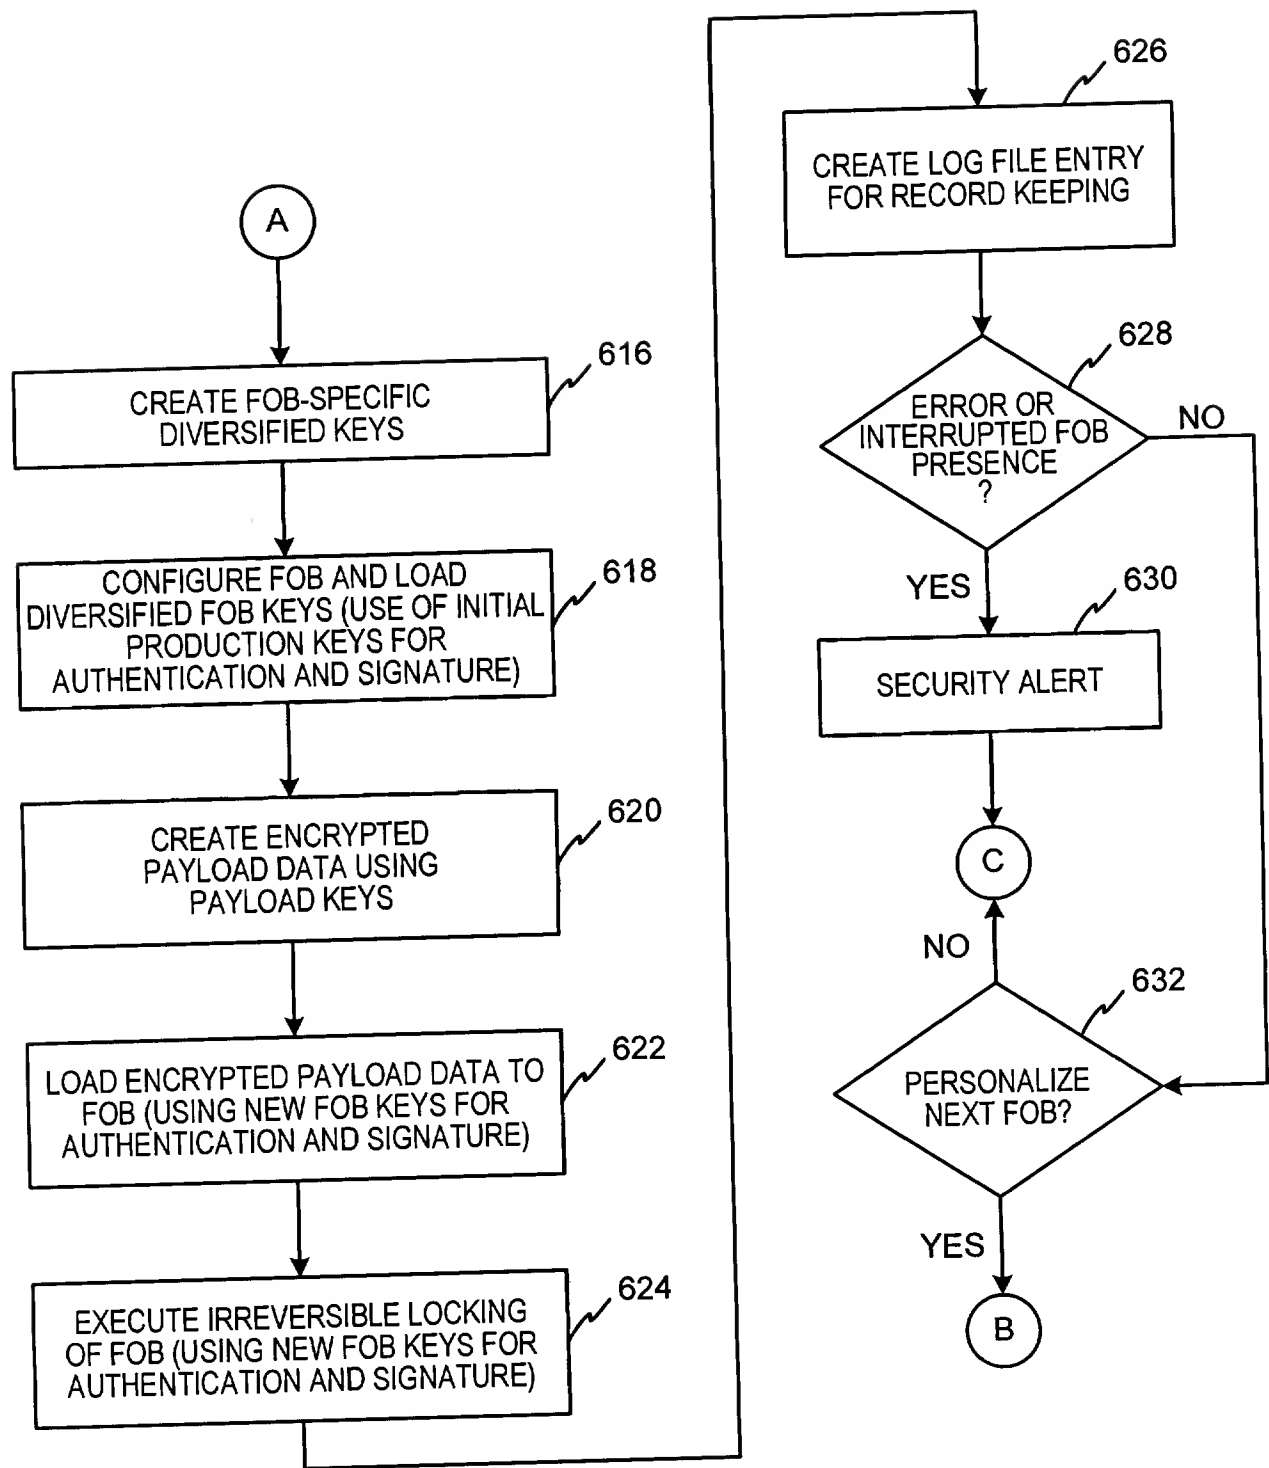 A
616
CREATE FOB-SPECIFIC
DIVERSIFIED KEYS
618
CONFIGURE FOB AND LOAD
DIVERSIFIED FOB KEYS (USE OF INITIAL
PRODUCTION KEYS FOR
AUTHENTICATION AND SIGNATURE)
620
CREATE ENCRYPTED
PAYLOAD DATA USING
PAYLOAD KEYS
622
LOAD ENCRYPTED PAYLOAD DATA TO
FOB (USING NEW FOB KEYS FOR
AUTHENTICATION AND SIGNATURE)
624
EXECUTE IRREVERSIBLE LOCKING
OF FOB (USING NEW FOB KEYS FOR
AUTHENTICATION AND SIGNATURE)
626
CREATE LOG FILE ENTRY
FOR RECORD KEEPING
628
ERROR OR
INTERRUPTED FOB
PRESENCE
?
NO
YES
630
SECURITY ALERT
C
NO
632
PERSONALIZE
NEXT FOB?
YES
B